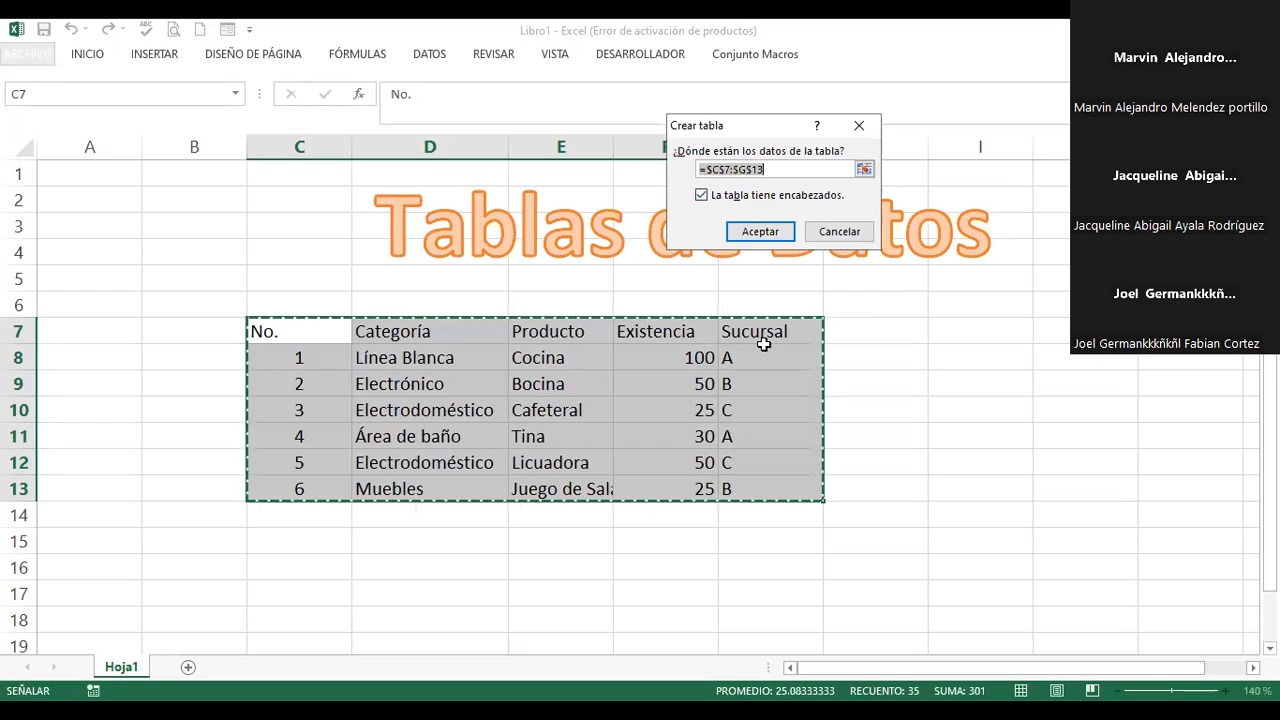 Libro1 - Excel (Error de activación de productos)
ARCHIVO INICIO INSERTAR DISEÑO DE PÁGINA FÓRMULAS DATOS REVISAR VISTA DESARROLLADOR Conjunto Macros
C7 fx No.
Crear tabla ?
¿Dónde están los datos de la tabla?
=$C$7:$G$13
La tabla tiene encabezados.
Aceptar Cancelar
Marvin Alejandro...
Marvin Alejandro Melendez portillo
Jacqueline Abigai...
Jacqueline Abigail Ayala Rodríguez
Joel Germankkkñ...
Joel Germankkkñkñl Fabian Cortez
A B C D E F I
1
2
3
4
5
6
Tablas de Datos
7 No. Categoría Producto Existencia Sucursal
8 1 Línea Blanca Cocina 100 A
9 2 Electrónico Bocina 50 B
10 3 Electrodoméstico Cafeteral 25 C
11 4 Área de baño Tina 30 A
12 5 Electrodoméstico Licuadora 50 C
13 6 Muebles Juego de Sala 25 B
14
15
16
17
18
19
Hoja1
SEÑALAR PROMEDIO: 25.08333333 RECUENTO: 35 SUMA: 301 140 %